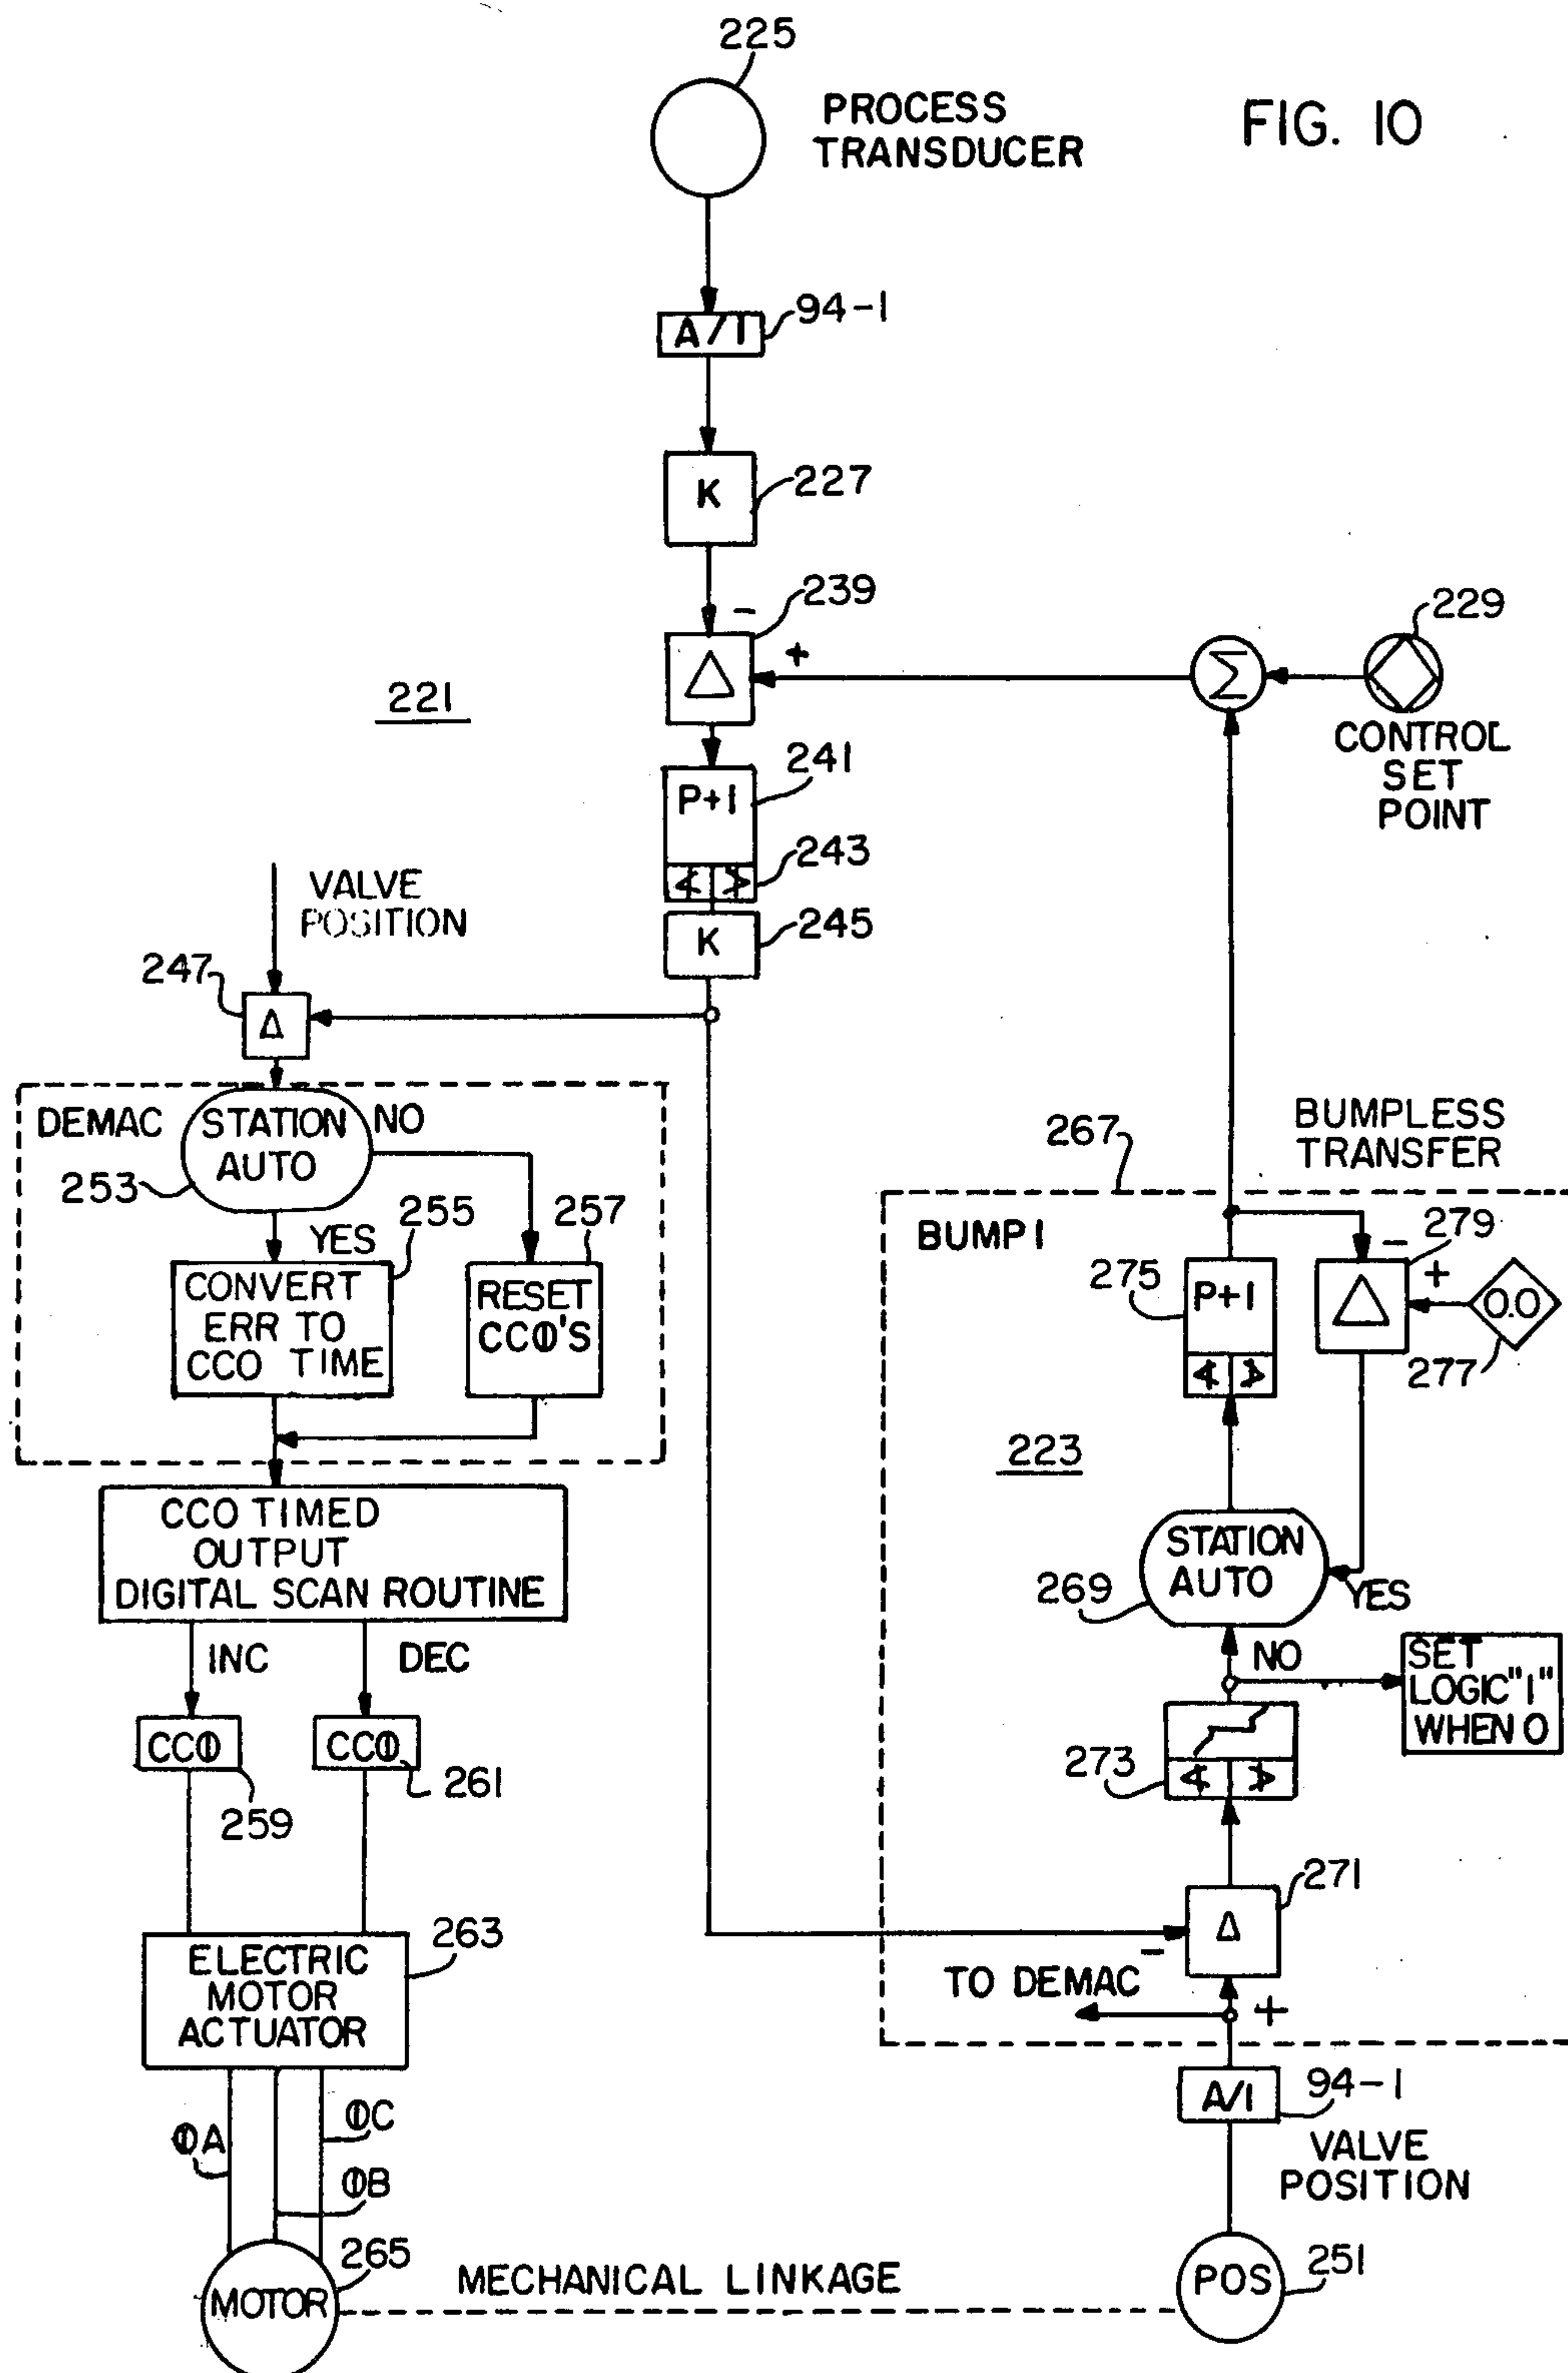 225
PROCESS
TRANSDUCER
FIG. 10
A/I
94-1
K
227
-
239
Δ
+
Σ
229
CONTROL
SET
POINT
221
241
P+I
243
K
245
VALVE
POSITION
247
Δ
DEMAC
STATION
AUTO
NO
253
YES
255
257
CONVERT
ERR TO
CCO TIME
RESET
CCO'S
CCO TIMED
OUTPUT
DIGITAL SCAN ROUTINE
INC
DEC
CCO
CCO
259
261
ELECTRIC
MOTOR
ACTUATOR
263
ΦA
ΦC
ΦB
MOTOR
265
MECHANICAL LINKAGE
267
BUMPLESS
TRANSFER
BUMP1
275
P+I
-
279
Δ
+
0.0
277
223
STATION
AUTO
269
YES
NO
SET
LOGIC "1"
WHEN 0
273
271
Δ
-
TO DEMAC
+
A/I
94-1
VALVE
POSITION
POS
251